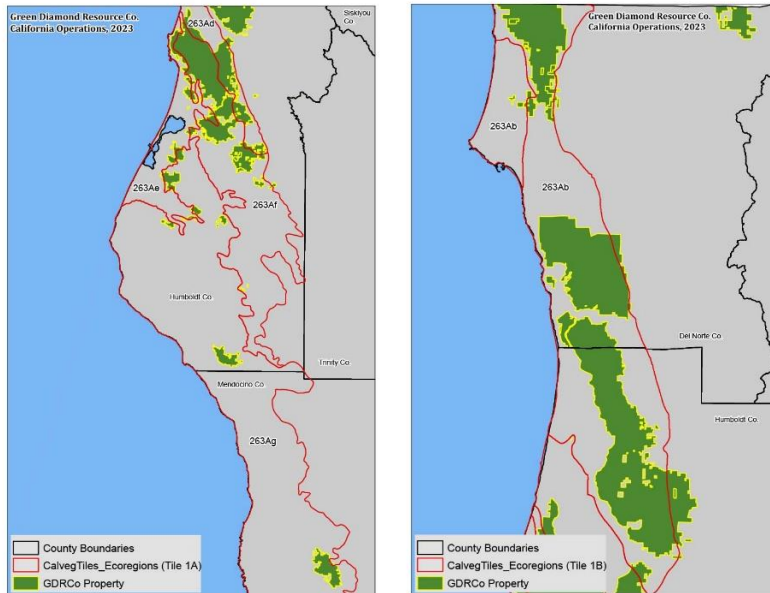 Green Diamond Resource Co.
California Operations, 2023
263Ad
Siskiyou
Co.
263Ae
263Af
Humboldt Co.
Trinity Co.
Mendocino Co.
263Ag
County Boundaries
CalvegTiles_Ecoregions (Tile 1A)
GDRCo Property
Green Diamond Resource Co.
California Operations, 2023
263Ab
263Ab
Del Norte Co.
Humboldt Co.
County Boundaries
CalvegTiles_Ecoregions (Tile 1B)
GDRCo Property